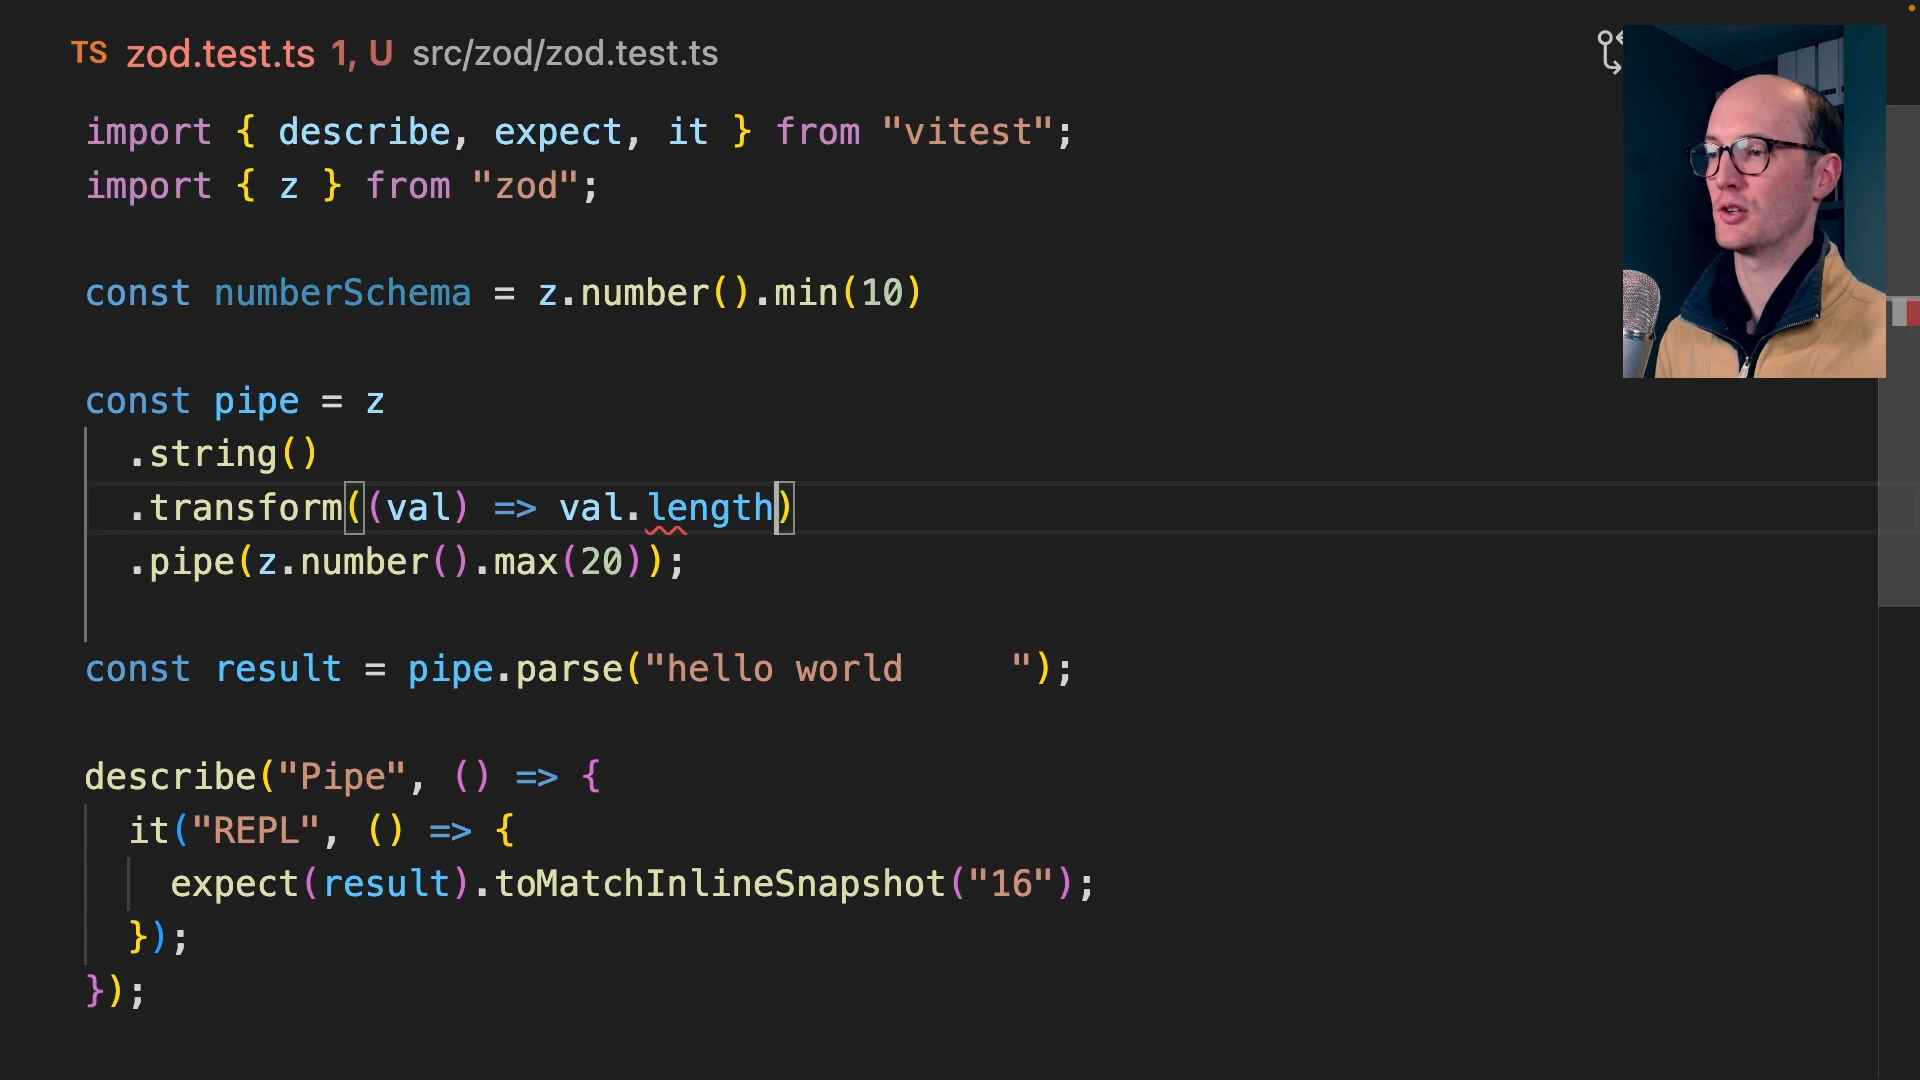 TS zod.test.ts 1, U src/zod/zod.test.ts
import { describe, expect, it } from "vitest";
import { z } from "zod";
const numberSchema = z.number().min(10)
const pipe = z
.string()
.transform((val) => val.length)
.pipe(z.number().max(20));
const result = pipe.parse("hello world     ");
describe("Pipe", () => {
it("REPL", () => {
expect(result).toMatchInlineSnapshot("16");
});
});